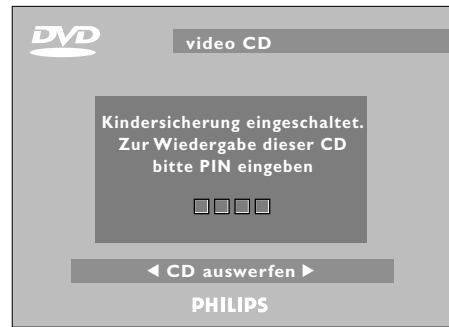 DVD
video CD
Kindersicherung eingeschaltet.
Zur Wiedergabe dieser CD
bitte PIN eingeben
◀ CD auswerfen ▶
PHILIPS